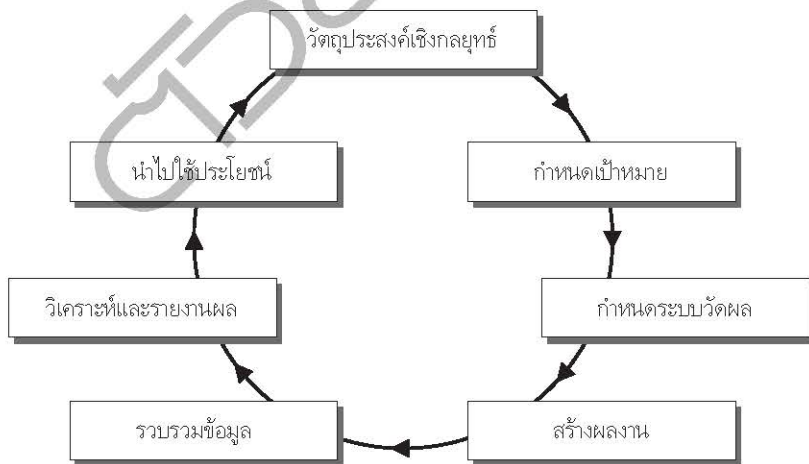 วัตถุประสงค์เชิงกลยุทธ์
นำไปใช้ประโยชน์
กำหนดเป้าหมาย
วิเคราะห์และรายงานผล
กำหนดระบบวัดผล
รวบรวมข้อมูล
สร้างผลงาน